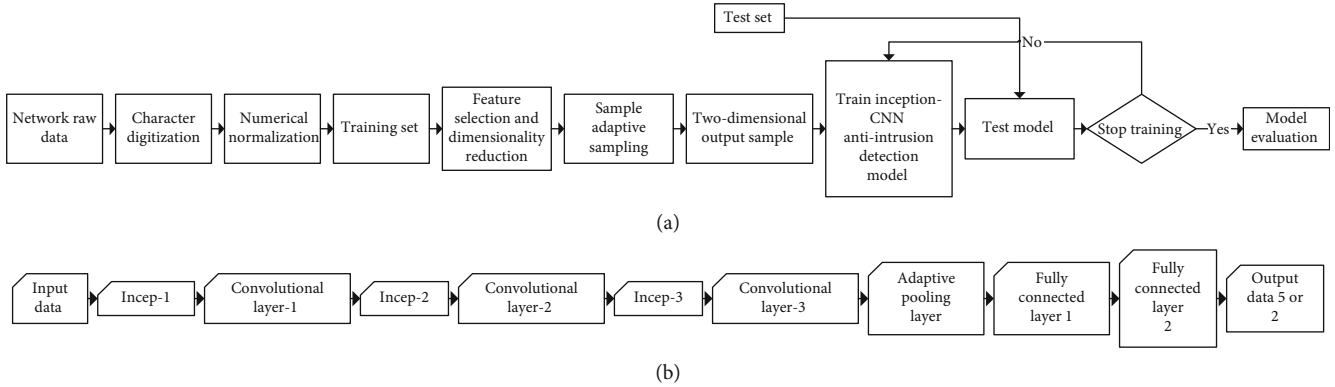 Test set
No
Network raw
data
Character
digitization
Numerical
normalization
Training set
Feature
selection and
dimensionality
reduction
Sample
adaptive
sampling
Two-dimensional
output sample
Train inception-
CNN
anti-intrusion
detection
model
Test model
Stop training
Yes
Model
evaluation
(a)
Input
data
Incep-1
Convolutional
layer-1
Incep-2
Convolutional
layer-2
Incep-3
Convolutional
layer-3
Adaptive
pooling
layer
Fully
connected
layer 1
Fully
connected
layer
2
Output
data 5 or
2
(b)